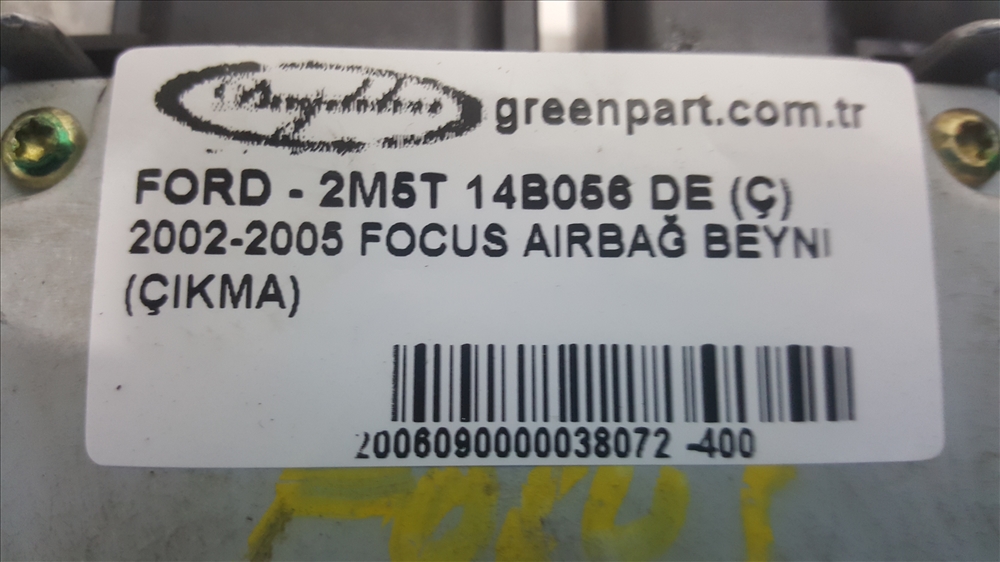 greenpart.com.tr
FORD - 2M5T 14B056 DE (Ç)
2002-2005 FOCUS AIRBAĞ BEYNI
(ÇIKMA)
2006090000038072 -400